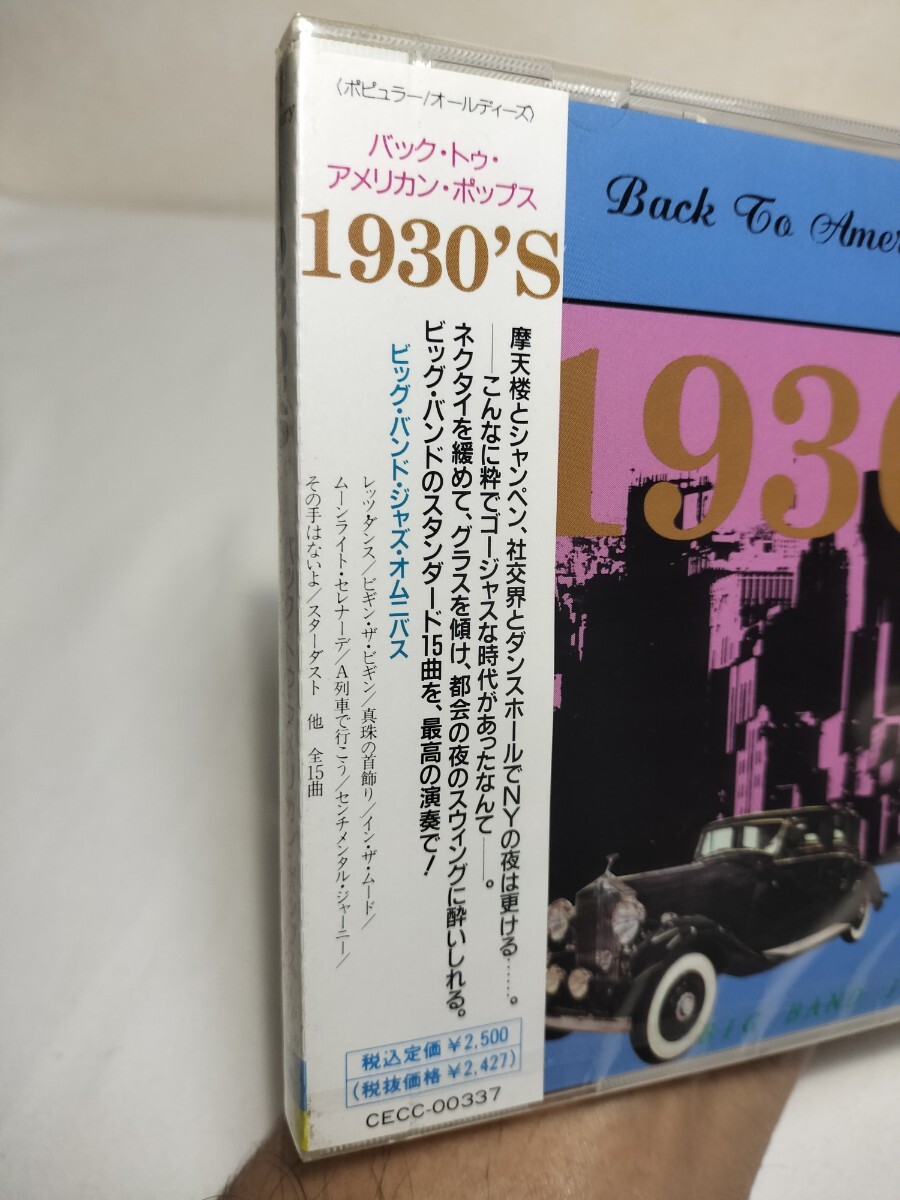 〈ポピュラー/オールディーズ〉
バック・トゥ・
アメリカン・ポップス
1930'S
摩天楼とシャンペン、社交界とダンスホールでNYの夜は更ける……。
——こんなに粋でゴージャスな時代があったなんて——。
ネクタイを緩めて、グラスを傾け、都会の夜のスウィングに酔いしれる。
ビッグ・バンドのスタンダード15曲を、最高の演奏で!
ビッグ・バンド・ジャズ・オムニバス
レッツ・ダンス/ビギン・ザ・ビギン/真珠の首飾り/イン・ザ・ムード/
ムーンライト・セレナーデ/A列車で行こう/センチメンタル・ジャーニー/
その手はないよ/スターダスト 他 全15曲
税込定価¥2,500
(税抜価格¥2,427)
CECC-00337
Back To Amer
193
BIG BAND